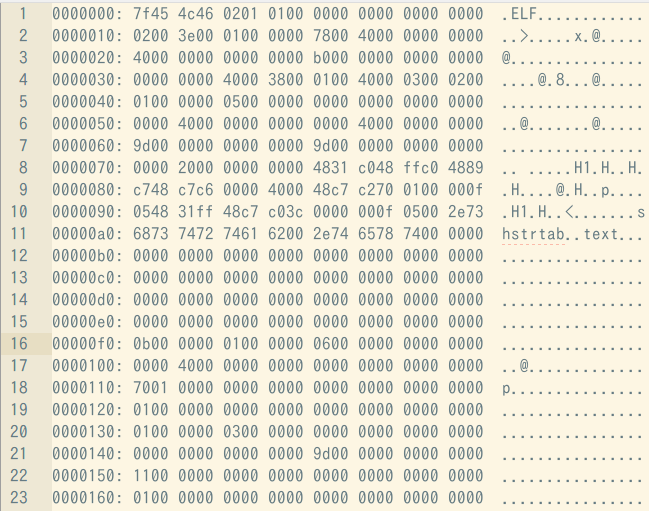 1 0000000: 7f45 4c46 0201 0100 0000 0000 0000 0000 .ELF............
2 0000010: 0200 3e00 0100 0000 7800 4000 0000 0000 ..>.....x.@.....
3 0000020: 4000 0000 0000 0000 b000 0000 0000 0000 @...............
4 0000030: 0000 0000 4000 3800 0100 4000 0300 0200 ....@.8...@.....
5 0000040: 0100 0000 0500 0000 0000 0000 0000 0000 ................
6 0000050: 0000 4000 0000 0000 0000 4000 0000 0000 ..@.......@.....
7 0000060: 9d00 0000 0000 0000 9d00 0000 0000 0000 ................
8 0000070: 0000 2000 0000 0000 4831 c048 ffc0 4889 .. .....H1.H..H.
9 0000080: c748 c7c6 0000 4000 48c7 c270 0100 000f .H....@.H..p....
10 0000090: 0548 31ff 48c7 c03c 0000 000f 0500 2e73 .H1.H..<.......s
11 00000a0: 6873 7472 7461 6200 2e74 6578 7400 0000 hstrtab..text...
12 00000b0: 0000 0000 0000 0000 0000 0000 0000 0000 ................
13 00000c0: 0000 0000 0000 0000 0000 0000 0000 0000 ................
14 00000d0: 0000 0000 0000 0000 0000 0000 0000 0000 ................
15 00000e0: 0000 0000 0000 0000 0000 0000 0000 0000 ................
16 00000f0: 0b00 0000 0100 0000 0600 0000 0000 0000 ................
17 0000100: 0000 4000 0000 0000 0000 0000 0000 0000 ..@.............
18 0000110: 7001 0000 0000 0000 0000 0000 0000 0000 p...............
19 0000120: 0100 0000 0000 0000 0000 0000 0000 0000 ................
20 0000130: 0100 0000 0300 0000 0000 0000 0000 0000 ................
21 0000140: 0000 0000 0000 0000 9d00 0000 0000 0000 ................
22 0000150: 1100 0000 0000 0000 0000 0000 0000 0000 ................
23 0000160: 0100 0000 0000 0000 0000 0000 0000 0000 ................